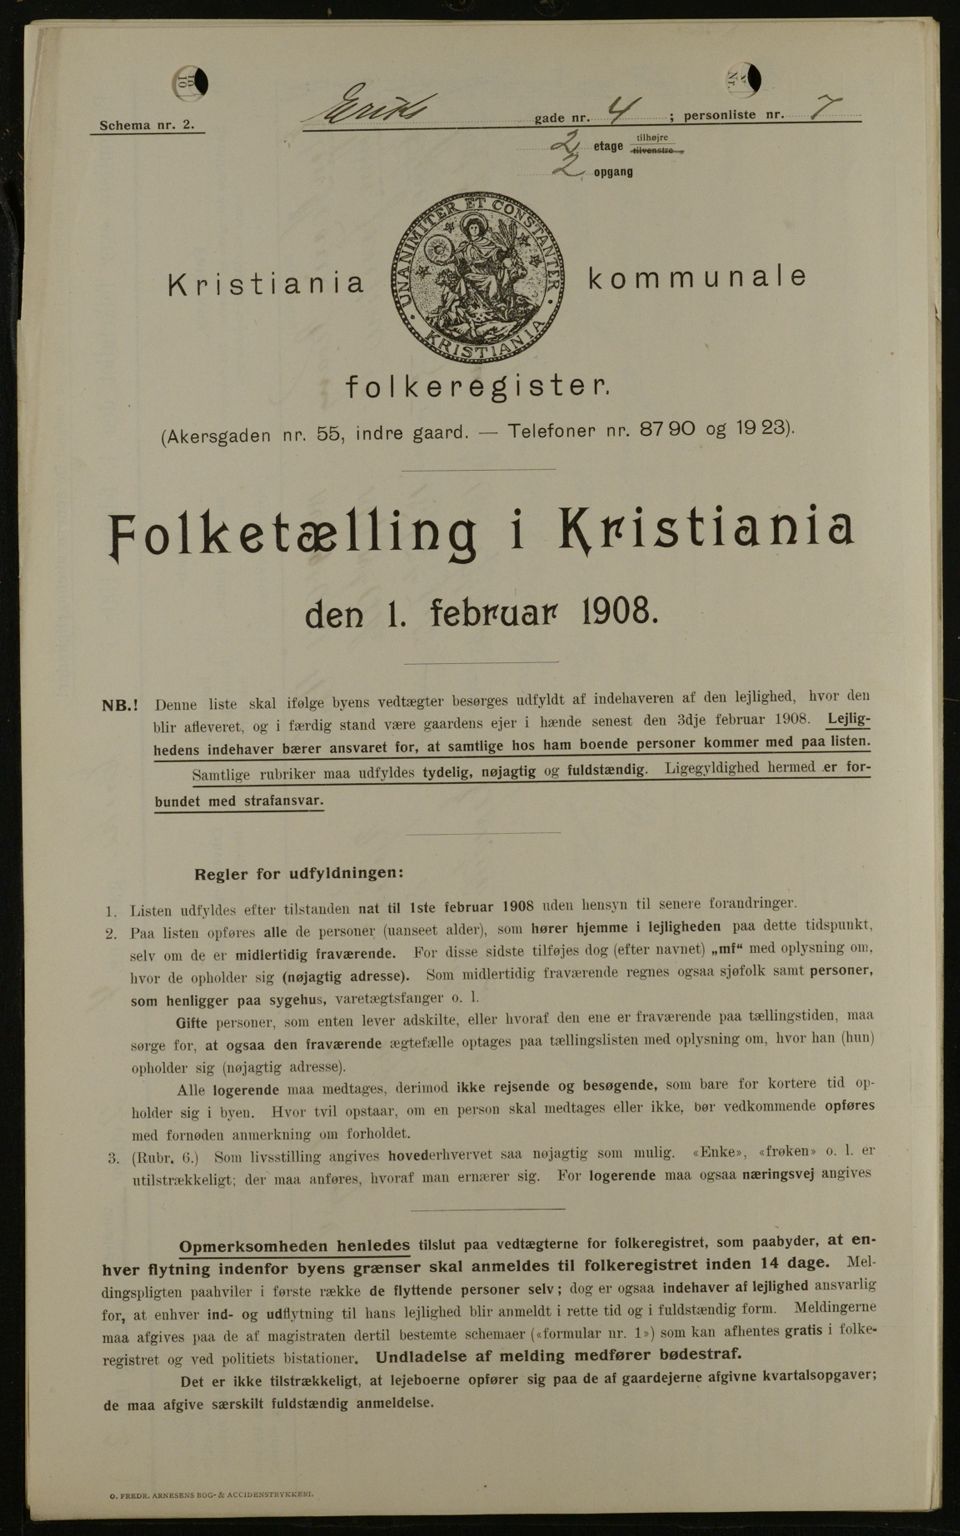 Schema nr. 2.
Eriks gade nr. 4 ; personliste nr. 7
2 etage tilhøjre tilvenstre
2 opgang
UNANIMITER ET CONSTANTER · KRISTIANIA ·
Kristiania kommunale
folkeregister.
(Akersgaden nr. 55, indre gaard. — Telefoner nr. 8790 og 1923).
Folketælling i Kristiania
den 1. februar 1908.
NB.! Denne liste skal ifølge byens vedtægter besørges udfyldt af indehaveren af den lejlighed, hvor den
blir afleveret, og i færdig stand være gaardens ejer i hænde senest den 3dje februar 1908. Lejlig-
hedens indehaver bærer ansvaret for, at samtlige hos ham boende personer kommer med paa listen.
Samtlige rubriker maa udfyldes tydelig, nøjagtig og fuldstændig. Ligegyldighed hermed er for-
bundet med strafansvar.
Regler for udfyldningen:
1. Listen udfyldes efter tilstanden nat til 1ste februar 1908 uden hensyn til senere forandringer.
2. Paa listen opføres alle de personer (uanseet alder), som hører hjemme i lejligheden paa dette tidspunkt,
selv om de er midlertidig fraværende. For disse sidste tilføjes dog (efter navnet) „mf“ med oplysning om,
hvor de opholder sig (nøjagtig adresse). Som midlertidig fraværende regnes ogsaa sjøfolk samt personer,
som henligger paa sygehus, varetægtsfanger o. l.
Gifte personer, som enten lever adskilte, eller hvoraf den ene er fraværende paa tællingstiden, maa
sørge for, at ogsaa den fraværende ægtefælle optages paa tællingslisten med oplysning om, hvor han (hun)
opholder sig (nøjagtig adresse).
Alle logerende maa medtages, derimod ikke rejsende og besøgende, som bare for kortere tid op-
holder sig i byen. Hvor tvil opstaar, om en person skal medtages eller ikke, bør vedkommende opføres
med fornøden anmerkning om forholdet.
3. (Rubr. 6.) Som livsstilling angives hovederhvervet saa nøjagtig som mulig. «Enke», «frøken» o. l. er
utilstrækkeligt; der maa anføres, hvoraf man ernærer sig. For logerende maa ogsaa næringsvej angives
Opmerksomheden henledes tilslut paa vedtægterne for folkeregistret, som paabyder, at en-
hver flytning indenfor byens grænser skal anmeldes til folkeregistret inden 14 dage. Mel-
dingspligten paahviler i første række de flyttende personer selv; dog er ogsaa indehaver af lejlighed ansvarlig
for, at enhver ind- og udflytning til hans lejlighed blir anmeldt i rette tid og i fuldstændig form. Meldingerne
maa afgives paa de af magistraten dertil bestemte schemaer («formular nr. 1») som kan afhentes gratis i folke-
registret og ved politiets bistationer. Undladelse af melding medfører bødestraf.
Det er ikke tilstrækkeligt, at lejeboerne opfører sig paa de af gaardejerne afgivne kvartalsopgaver;
de maa afgive særskilt fuldstændig anmeldelse.
O. FREDR. ARNESENS BOG- & ACCIDENSTRYKKERI.